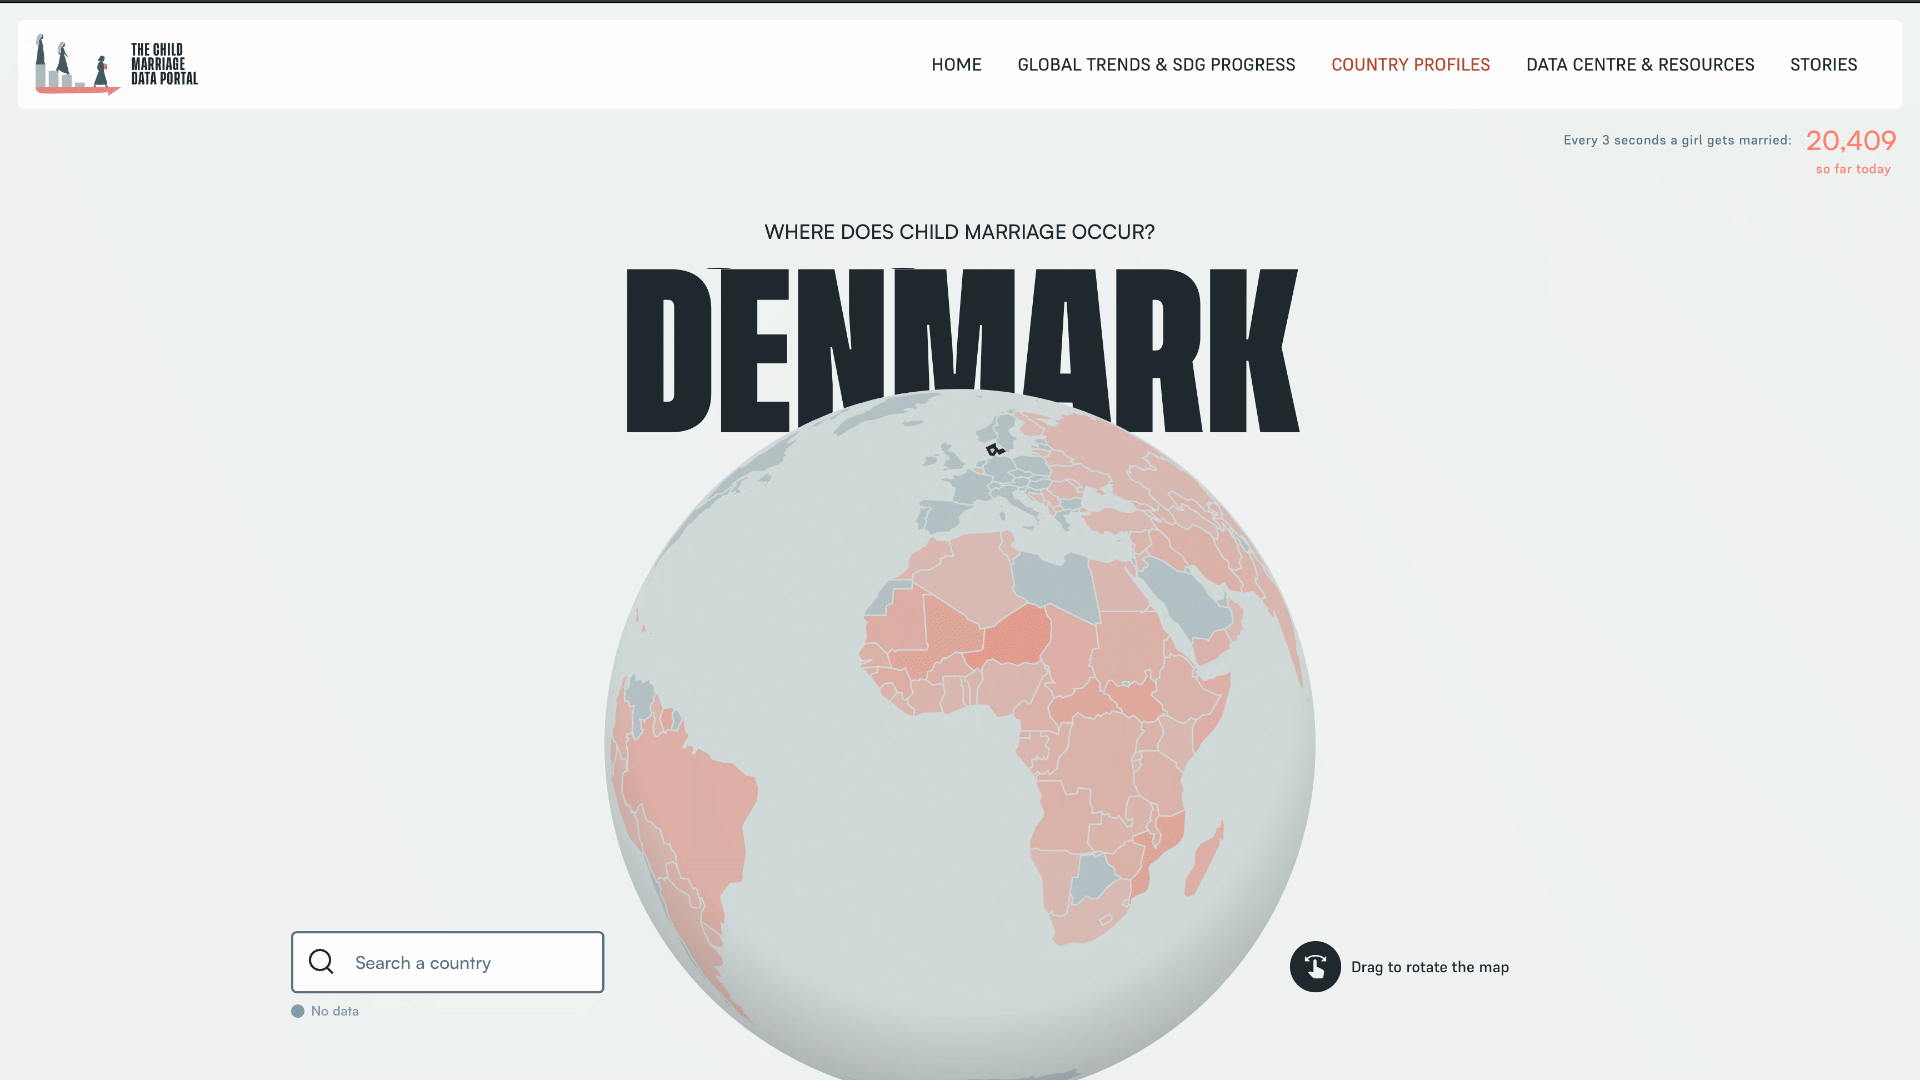 THE CHILD
MARRIAGE
DATA PORTAL
HOME
GLOBAL TRENDS & SDG PROGRESS
COUNTRY PROFILES
DATA CENTRE & RESOURCES
STORIES
Every 3 seconds a girl gets married: 20,409
so far today
WHERE DOES CHILD MARRIAGE OCCUR?
DENMARK
Search a country
No data
Drag to rotate the map